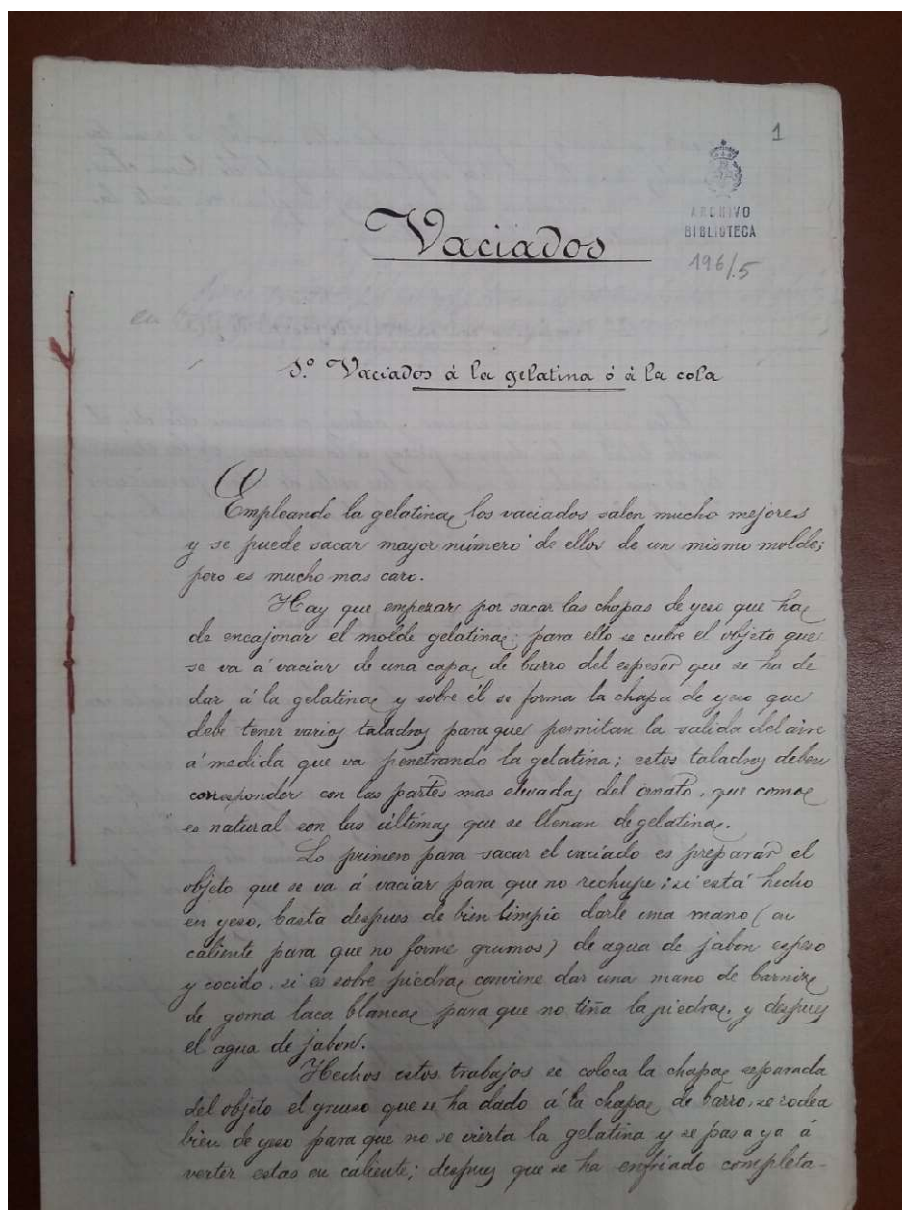 1
ARCHIVO
BIBLIOTECA
196/5
Vaciados
1.º Vaciados á la gelatina ó á la cola
Empleando la gelatina los vaciados salen mucho mejores
y se puede sacar mayor número de ellos de un mismo molde;
pero es mucho mas caro.
Hay que empezar por sacar las chapas de yeso que ha
de encajonar el molde gelatina; para ello se cubre el objeto que
se va á vaciar de una capa de barro del espesor que se ha de
dar á la gelatina y sobre él se forma la chapa de yeso que
debe tener varios taladros para que permitan la salida del aire
á medida que va penetrando la gelatina; estos taladros deben
corresponder con las partes mas elevadas del ornato, que como
es natural son las últimas que se llenan de gelatina.
Lo primero para sacar el vaciado es preparar el
objeto que se va á vaciar para que no rechupe; si está hecho
en yeso, basta despues de bien limpio darle una mano (en
caliente para que no forme grumos) de agua de jabon espeso
y cocido, si es sobre piedra conviene dar una mano de barniz
de goma laca blanca para que no tiña la piedra, y despues
el agua de jabon.
Hechos estos trabajos se coloca la chapa separada
del objeto el grueso que se ha dado á la chapa de barro, se rodea
bien de yeso para que no se vierta la gelatina y se pasa ya á
verter estas en caliente; despues que se ha enfriado completa-